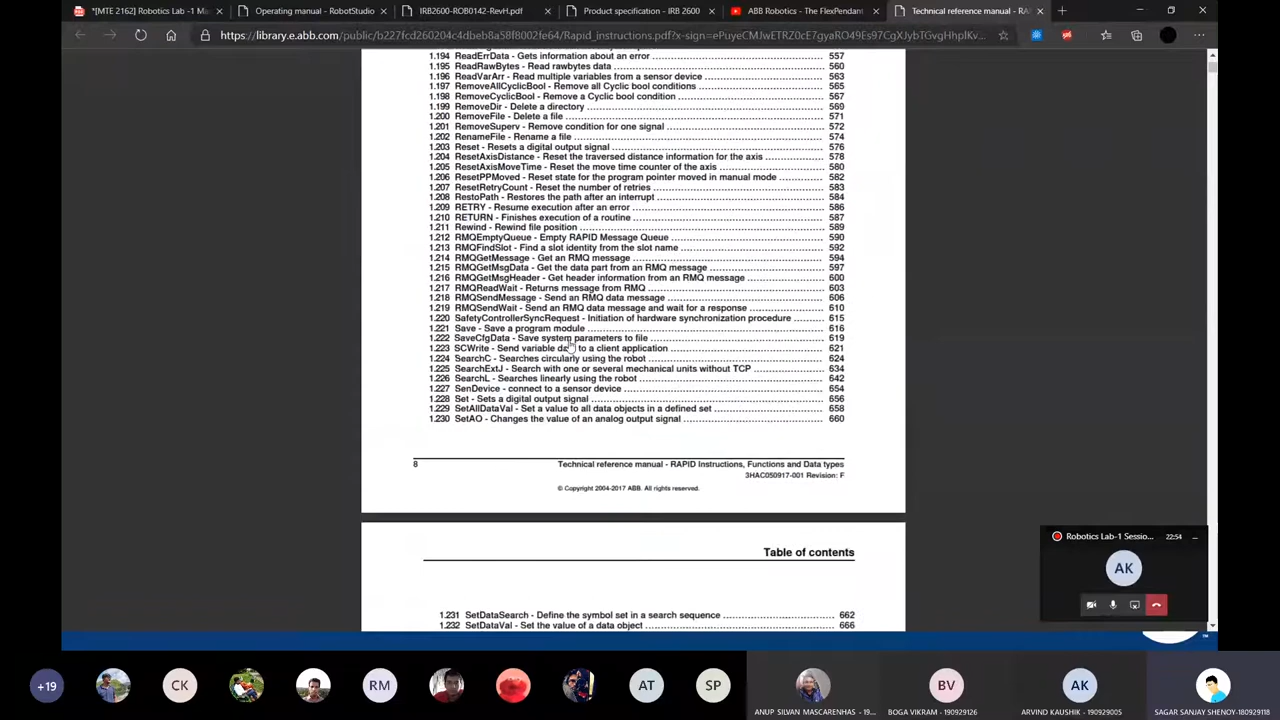 *[MTE 2162] Robotics Lab -1 M
Operating manual - RobotStudio
IRB2600-ROB0142-RevH.pdf
Product specification - IRB 2600
ABB Robotics - The FlexPendant
Technical reference manual - RA
https://library.e.abb.com/public/b227fcd260204c4dbeb8a58f8002fe64/Rapid_instructions.pdf?x-sign=
1.194 ReadErrData - Gets information about an error 557
1.195 ReadRawBytes - Read rawbytes data 560
1.196 ReadVarArr - Read multiple variables from a sensor device 563
1.197 RemoveAllCyclicBool - Remove all Cyclic bool conditions 565
1.198 RemoveCyclicBool - Remove a Cyclic bool condition 567
1.199 RemoveDir - Delete a directory 569
1.200 RemoveFile - Delete a file 571
1.201 RemoveSuperv - Remove condition for one signal 572
1.202 RenameFile - Rename a file 574
1.203 Reset - Resets a digital output signal 576
1.204 ResetAxisDistance - Reset the traversed distance information for the axis 578
1.205 ResetAxisMoveTime - Reset the move time counter of the axis 580
1.206 ResetPPMoved - Reset state for the program pointer moved in manual mode 582
1.207 ResetRetryCount - Reset the number of retries 583
1.208 RestoPath - Restores the path after an interrupt 584
1.209 RETRY - Resume execution after an error 586
1.210 RETURN - Finishes execution of a routine 587
1.211 Rewind - Rewind file position 589
1.212 RMQEmptyQueue - Empty RAPID Message Queue 590
1.213 RMQFindSlot - Find a slot identity from the slot name 592
1.214 RMQGetMessage - Get an RMQ message 594
1.215 RMQGetMsgData - Get the data part from an RMQ message 597
1.216 RMQGetMsgHeader - Get header information from an RMQ message 600
1.217 RMQReadWait - Returns message from RMQ 603
1.218 RMQSendMessage - Send an RMQ data message 606
1.219 RMQSendWait - Send an RMQ data message and wait for a response 610
1.220 SafetyControllerSyncRequest - Initiation of hardware synchronization procedure 615
1.221 Save - Save a program module 616
1.222 SaveCfgData - Save system parameters to file 619
1.223 SCWrite - Send variable data to a client application 621
1.224 SearchC - Searches circularly using the robot 624
1.225 SearchExtJ - Search with one or several mechanical units without TCP 634
1.226 SearchL - Searches linearly using the robot 642
1.227 SenDevice - connect to a sensor device 654
1.228 Set - Sets a digital output signal 656
1.229 SetAllDataVal - Set a value to all data objects in a defined set 658
1.230 SetAO - Changes the value of an analog output signal 660
8 Technical reference manual - RAPID Instructions, Functions and Data types
3HAC050917-001 Revision: F
© Copyright 2004-2017 ABB. All rights reserved.
Table of contents
1.231 SetDataSearch - Define the symbol set in a search sequence 662
1.232 SetDataVal - Set the value of a data object 666
Robotics Lab-1 Sessio... 22:54
AK
+19
CK
RM
AT
SP
ANUP SILVAN MASCARENHAS - 19...
BV
BOGA VIKRAM - 190929126
AK
ARVIND KAUSHIK - 190929005
SAGAR SANJAY SHENOY-180929118